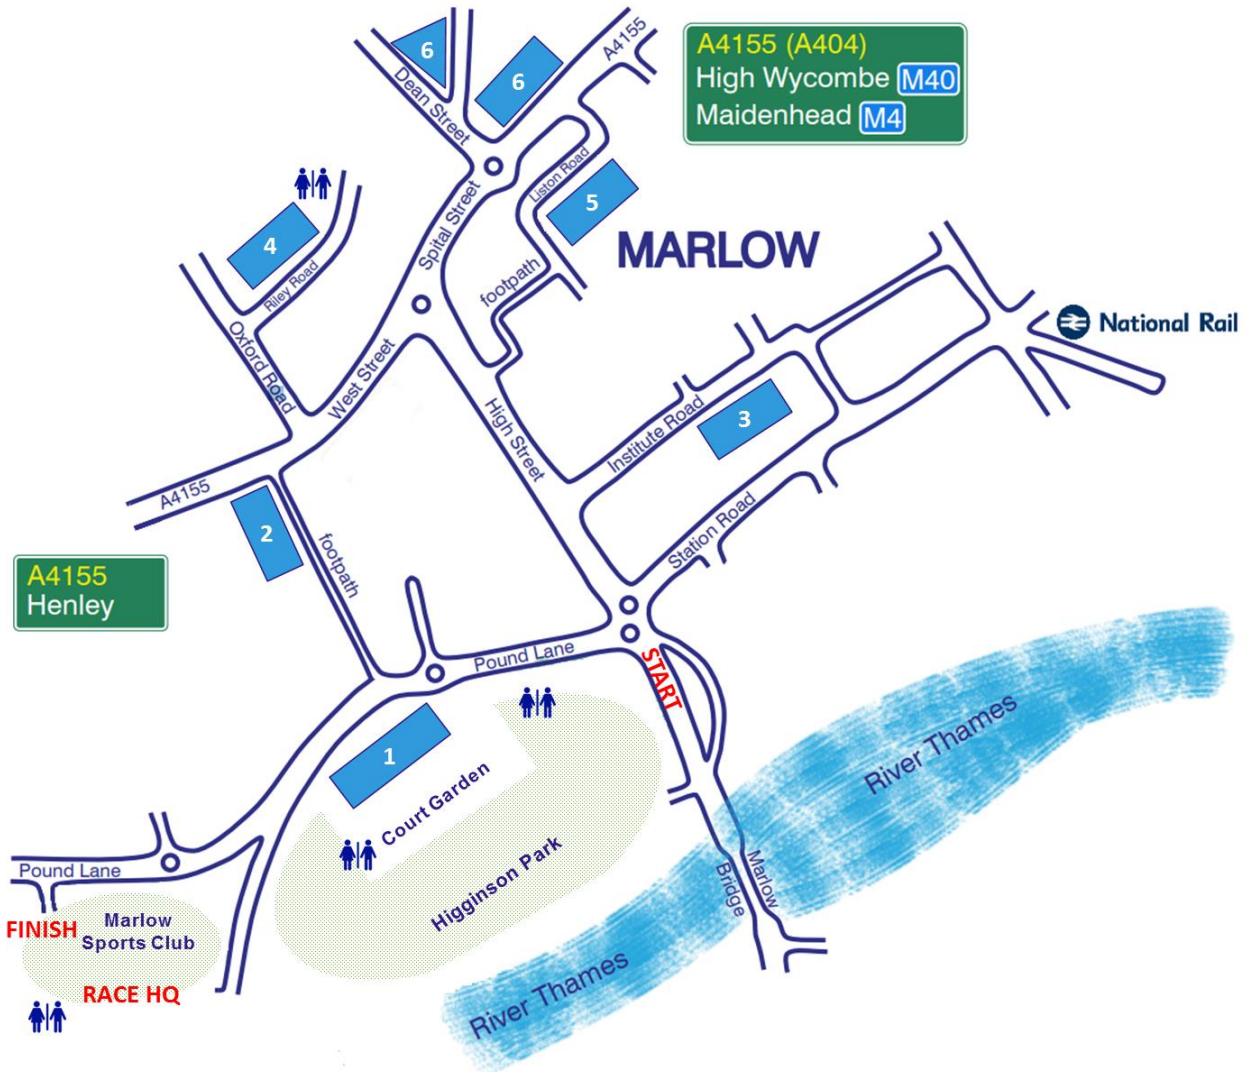 A4155 (A404)
High Wycombe M40
Maidenhead M4
6
6
A4155
Dean Street
Liston Road
5
4
Riley Road
Spital Street
MARLOW
footpath
National Rail
Oxford Road
West Street
High Street
Institute Road
3
A4155
2
footpath
Station Road
A4155
Henley
Pound Lane
START
1
Court Garden
Higginson Park
River Thames
Marlow
Bridge
Pound Lane
FINISH
Marlow
Sports Club
RACE HQ
River Thames